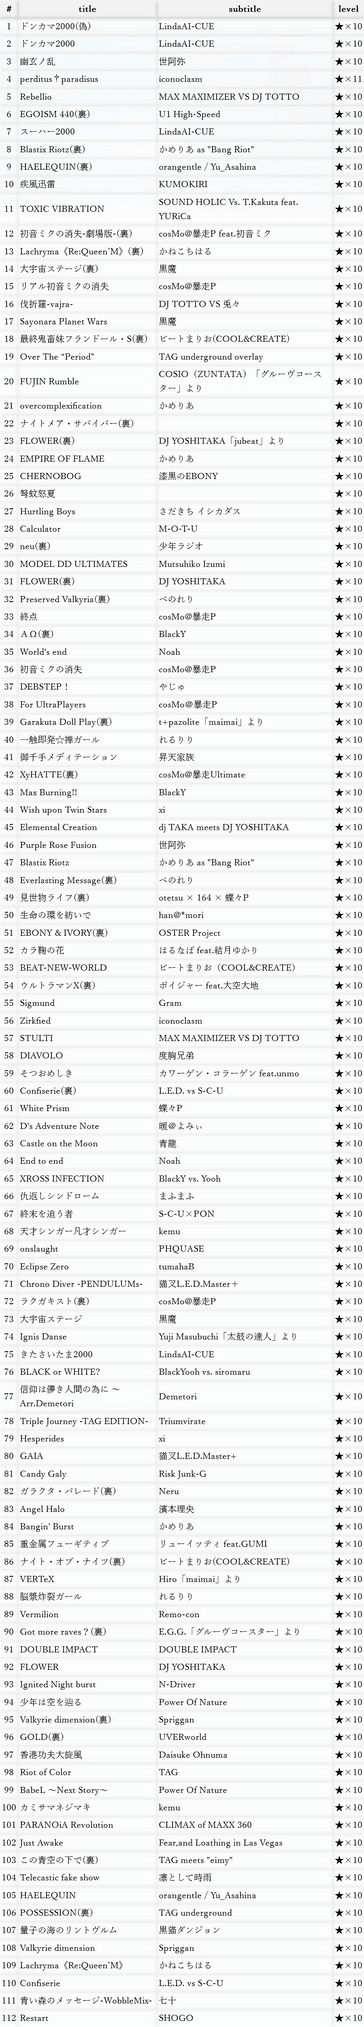 # title subtitle level
1 ドンカマ2000(偽) LindaAI-CUE ★×10
2 ドンカマ2000 LindaAI-CUE ★×10
3 幽玄ノ乱 世阿弥 ★×10
4 perditus†paradisus iconoclasm ★×11
5 Rebellio MAX MAXIMIZER VS DJ TOTTO ★×10
6 EGOISM 440(裏) U1 High-Speed ★×10
7 スーハー2000 LindaAI-CUE ★×10
8 Blastix Riotz(裏) かめりあ as "Bang Riot" ★×10
9 HAELEQUIN(裏) orangentle / Yu_Asahina ★×10
10 疾風迅雷 KUMOKIRI ★×10
11 TOXIC VIBRATION SOUND HOLIC Vs. T.Kakuta feat.
YURiCa ★×10
12 初音ミクの消失-劇場版-(裏) cosMo@暴走P feat.初音ミク ★×10
13 Lachryma《Re:Queen'M》(裏) かねこちはる ★×10
14 大宇宙ステージ(裏) 黒魔 ★×10
15 リアル初音ミクの消失 cosMo@暴走P ★×10
16 伐折羅-vajra- DJ TOTTO VS 兎々 ★×10
17 Sayonara Planet Wars 黒魔 ★×10
18 最終鬼畜妹フランドール・S(裏) ビートまりお(COOL&CREATE) ★×10
19 Over The "Period" TAG underground overlay ★×10
20 FUJIN Rumble COSIO（ZUNTATA）「グルーヴコース
ター」より ★×10
21 overcomplexification かめりあ ★×10
22 ナイトメア・サバイバー(裏) ★×10
23 FLOWER(裏) DJ YOSHITAKA「jubeat」より ★×10
24 EMPIRE OF FLAME かめりあ ★×10
25 CHERNOBOG 漆黒のEBONY ★×10
26 弩蚊怒夏 ★×10
27 Hurtling Boys さだきち イシカダス ★×10
28 Calculator M-O-T-U ★×10
29 neu(裏) 少年ラジオ ★×10
30 MODEL DD ULTIMATES Mutsuhiko Izumi ★×10
31 FLOWER(裏) DJ YOSHITAKA ★×10
32 Preserved Valkyria(裏) べのれり ★×10
33 終点 cosMo@暴走P ★×10
34 ΑΩ(裏) BlackY ★×10
35 World's end Noah ★×10
36 初音ミクの消失 cosMo@暴走P ★×10
37 DEBSTEP！ やじゅ ★×10
38 For UltraPlayers cosMo@暴走P ★×10
39 Garakuta Doll Play(裏) t+pazolite「maimai」より ★×10
40 一触即発☆禅ガール れるりり ★×10
41 御千手メディテーション 昇天家族 ★×10
42 XyHATTE(裏) cosMo@暴走Ultimate ★×10
43 Max Burning!! BlackY ★×10
44 Wish upon Twin Stars xi ★×10
45 Elemental Creation dj TAKA meets DJ YOSHITAKA ★×10
46 Purple Rose Fusion 世阿弥 ★×10
47 Blastix Riotz かめりあ as "Bang Riot" ★×10
48 Everlasting Message(裏) べのれり ★×10
49 見世物ライフ(裏) otetsu × 164 × 蝶々P ★×10
50 生命の環を紡いで han@*mori ★×10
51 EBONY & IVORY(裏) OSTER Project ★×10
52 カラ鞠の花 はるなば feat.結月ゆかり ★×10
53 BEAT-NEW-WORLD ビートまりお（COOL&CREATE） ★×10
54 ウルトラマンX(裏) ボイジャー feat.大空大地 ★×10
55 Sigmund Gram ★×10
56 Zirkfied iconoclasm ★×10
57 STULTI MAX MAXIMIZER VS DJ TOTTO ★×10
58 DIAVOLO 度胸兄弟 ★×10
59 そつおめしき カワーゲン・コラーゲン feat.unmo ★×10
60 Confiserie(裏) L.E.D. vs S-C-U ★×10
61 White Prism 蝶々P ★×10
62 D's Adventure Note 暖@よみぃ ★×10
63 Castle on the Moon 青龍 ★×10
64 End to end Noah ★×10
65 XROSS INFECTION BlackY vs. Yooh ★×10
66 仇返しシンドローム まふまふ ★×10
67 終末を追う者 S-C-U×PON ★×10
68 天才シンガー凡才シンガー kemu ★×10
69 onslaught PHQUASE ★×10
70 Eclipse Zero tumahaB ★×10
71 Chrono Diver -PENDULUMs- 猫叉L.E.D.Master＋ ★×10
72 ラクガキスト(裏) cosMo@暴走P ★×10
73 大宇宙ステージ 黒魔 ★×10
74 Ignis Danse Yuji Masubuchi「太鼓の達人」より ★×10
75 きたさいたま2000 LindaAI-CUE ★×10
76 BLACK or WHITE? BlackYooh vs. siromaru ★×10
77 信仰は儚き人間の為に ～
Arr.Demetori Demetori ★×10
78 Triple Journey -TAG EDITION- Triumvirate ★×10
79 Hesperides xi ★×10
80 GAIA 猫叉L.E.D.Master+ ★×10
81 Candy Galy Risk Junk-G ★×10
82 ガラクタ・パレード(裏) Neru ★×10
83 Angel Halo 濱本理央 ★×10
84 Bangin' Burst かめりあ ★×10
85 重金属フューギティブ リューイッティ feat.GUMI ★×10
86 ナイト・オブ・ナイツ(裏) ビートまりお(COOL&CREATE) ★×10
87 VERTeX Hiro「maimai」より ★×10
88 脳漿炸裂ガール れるりり ★×10
89 Vermilion Remo-con ★×10
90 Got more raves？(裏) E.G.G.「グルーヴコースター」より ★×10
91 DOUBLE IMPACT DOUBLE IMPACT ★×10
92 FLOWER DJ YOSHITAKA ★×10
93 Ignited Night burst N-Driver ★×10
94 少年は空を辿る Power Of Nature ★×10
95 Valkyrie dimension(裏) Spriggan ★×10
96 GOLD(裏) UVERworld ★×10
97 香港功夫大旋風 Daisuke Ohnuma ★×10
98 Riot of Color TAG ★×10
99 BabeL ～Next Story～ Power Of Nature ★×10
100 カミサマネジマキ kemu ★×10
101 PARANOiA Revolution CLIMAX of MAXX 360 ★×10
102 Just Awake Fear,and Loathing in Las Vegas ★×10
103 この青空の下で(裏) TAG meets "eimy" ★×10
104 Telecastic fake show 凛として時雨 ★×10
105 HAELEQUIN orangentle / Yu_Asahina ★×10
106 POSSESSION(裏) TAG underground ★×10
107 量子の海のリントヴルム 黒猫ダンジョン ★×10
108 Valkyrie dimension Spriggan ★×10
109 Lachryma《Re:Queen'M》 かねこちはる ★×10
110 Confiserie L.E.D. vs S-C-U ★×10
111 青い森のメッセージ-WobbleMix- 七十 ★×10
112 Restart SHOGO ★×10